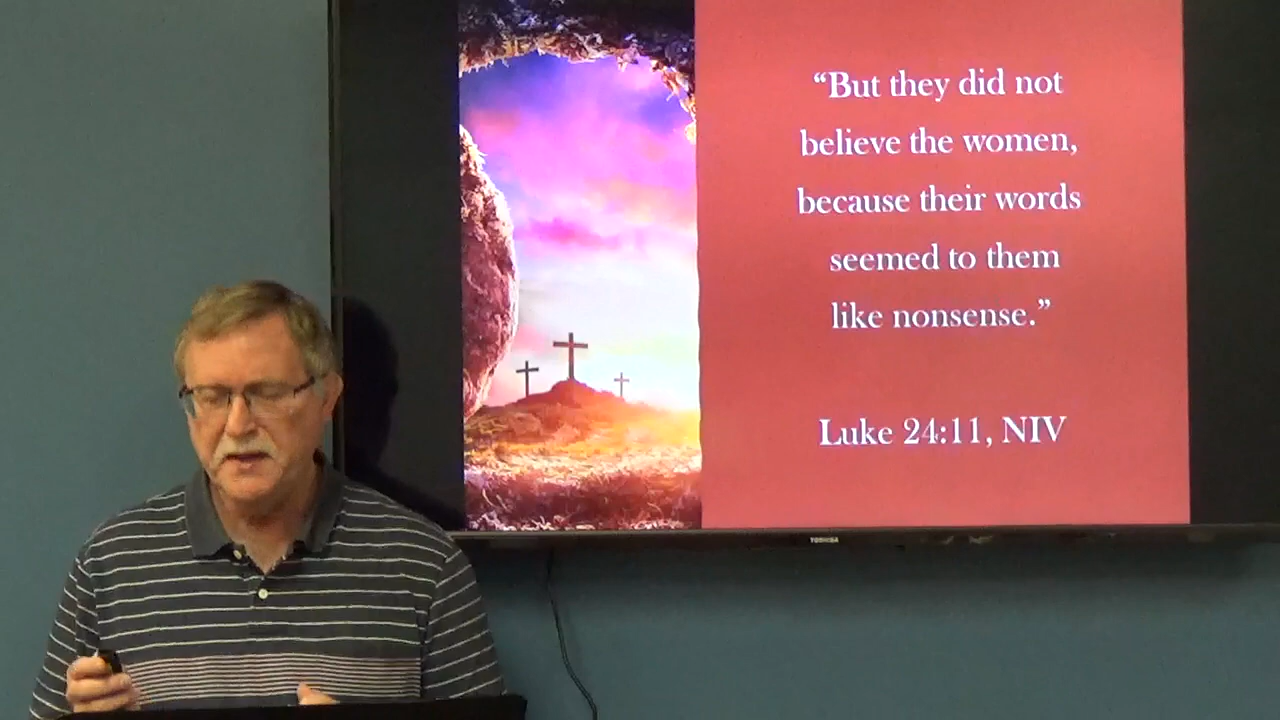 “But they did not
believe the women,
because their words
seemed to them
like nonsense.”
Luke 24:11, NIV
TOSHIBA